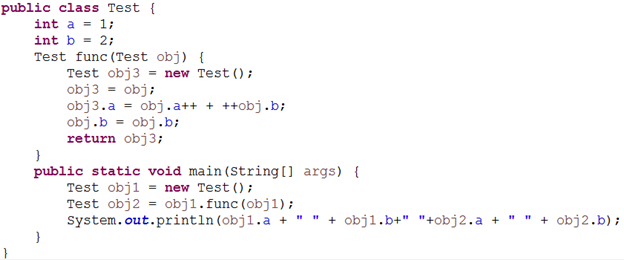 public class Test {
int a = 1;
int b = 2;
Test func(Test obj) {
Test obj3 = new Test();
obj3 = obj;
obj3.a = obj.a++ + ++obj.b;
obj.b = obj.b;
return obj3;
}
public static void main(String[] args) {
Test obj1 = new Test();
Test obj2 = obj1.func(obj1);
System.out.println(obj1.a + " " + obj1.b+" "+obj2.a + " " + obj2.b);
}
}